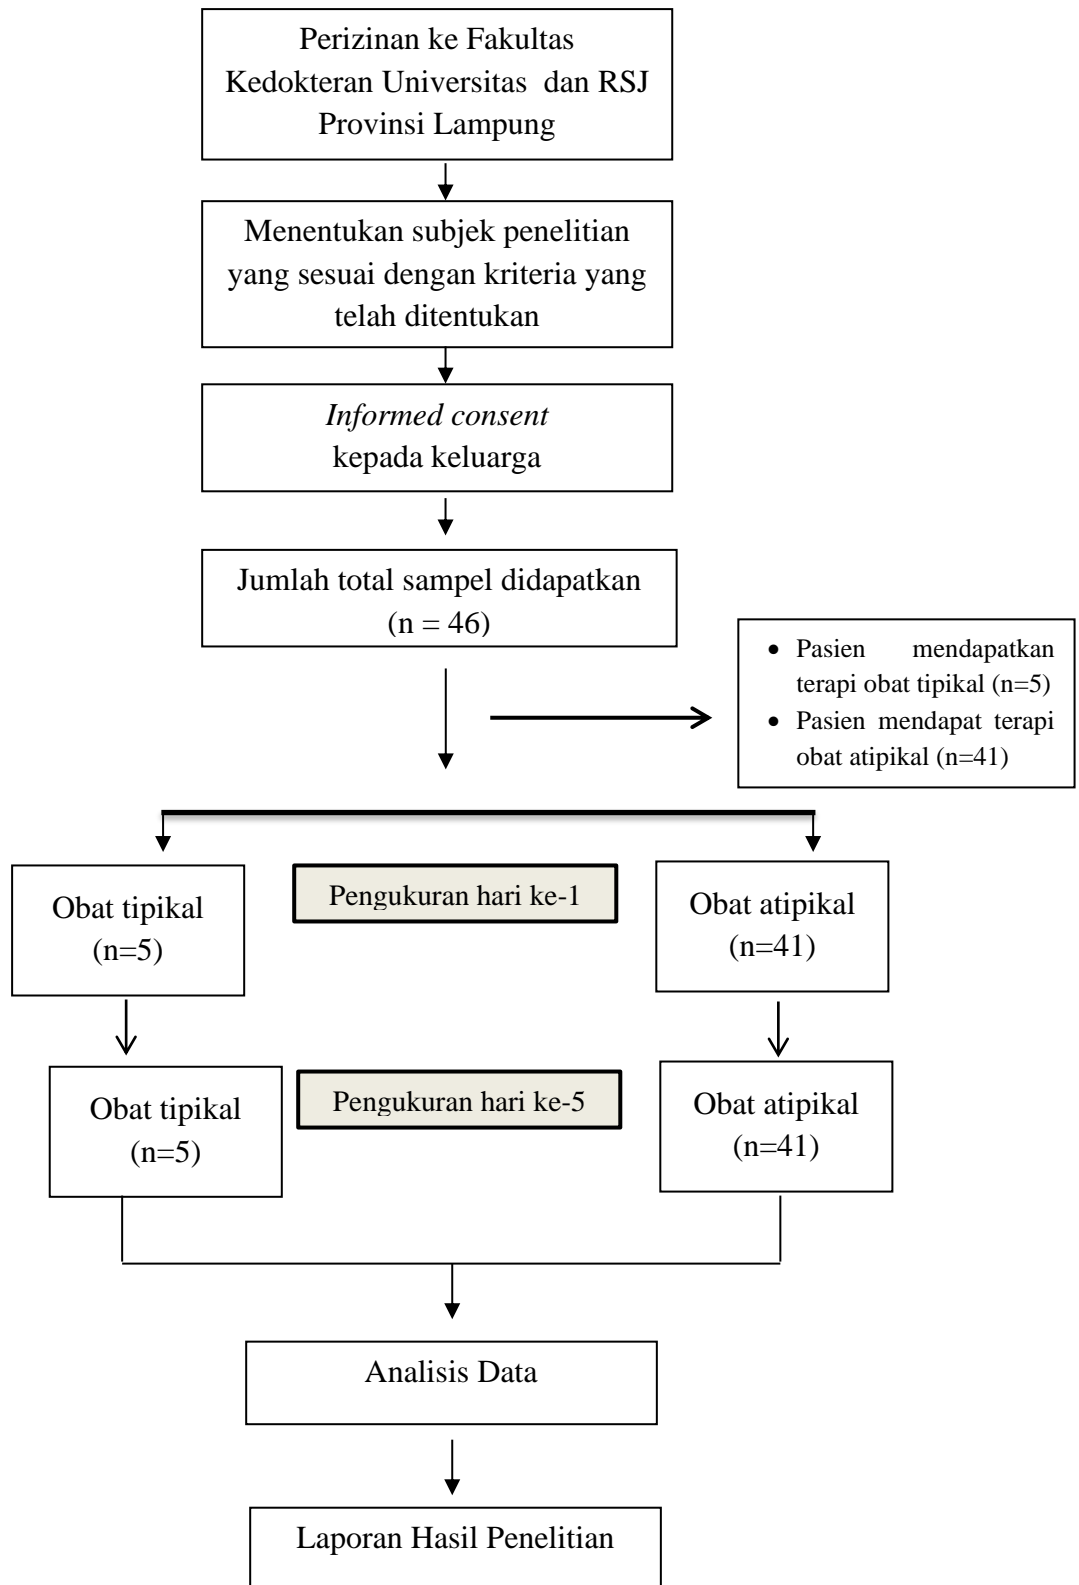 Perizinan ke Fakultas
Kedokteran Universitas dan RSJ
Provinsi Lampung
Menentukan subjek penelitian
yang sesuai dengan kriteria yang
telah ditentukan
Informed consent
kepada keluarga
Jumlah total sampel didapatkan
(n = 46)
• Pasien mendapatkan
terapi obat tipikal (n=5)
• Pasien mendapat terapi
obat atipikal (n=41)
Obat tipikal
(n=5)
Pengukuran hari ke-1
Obat atipikal
(n=41)
Obat tipikal
(n=5)
Pengukuran hari ke-5
Obat atipikal
(n=41)
Analisis Data
Laporan Hasil Penelitian